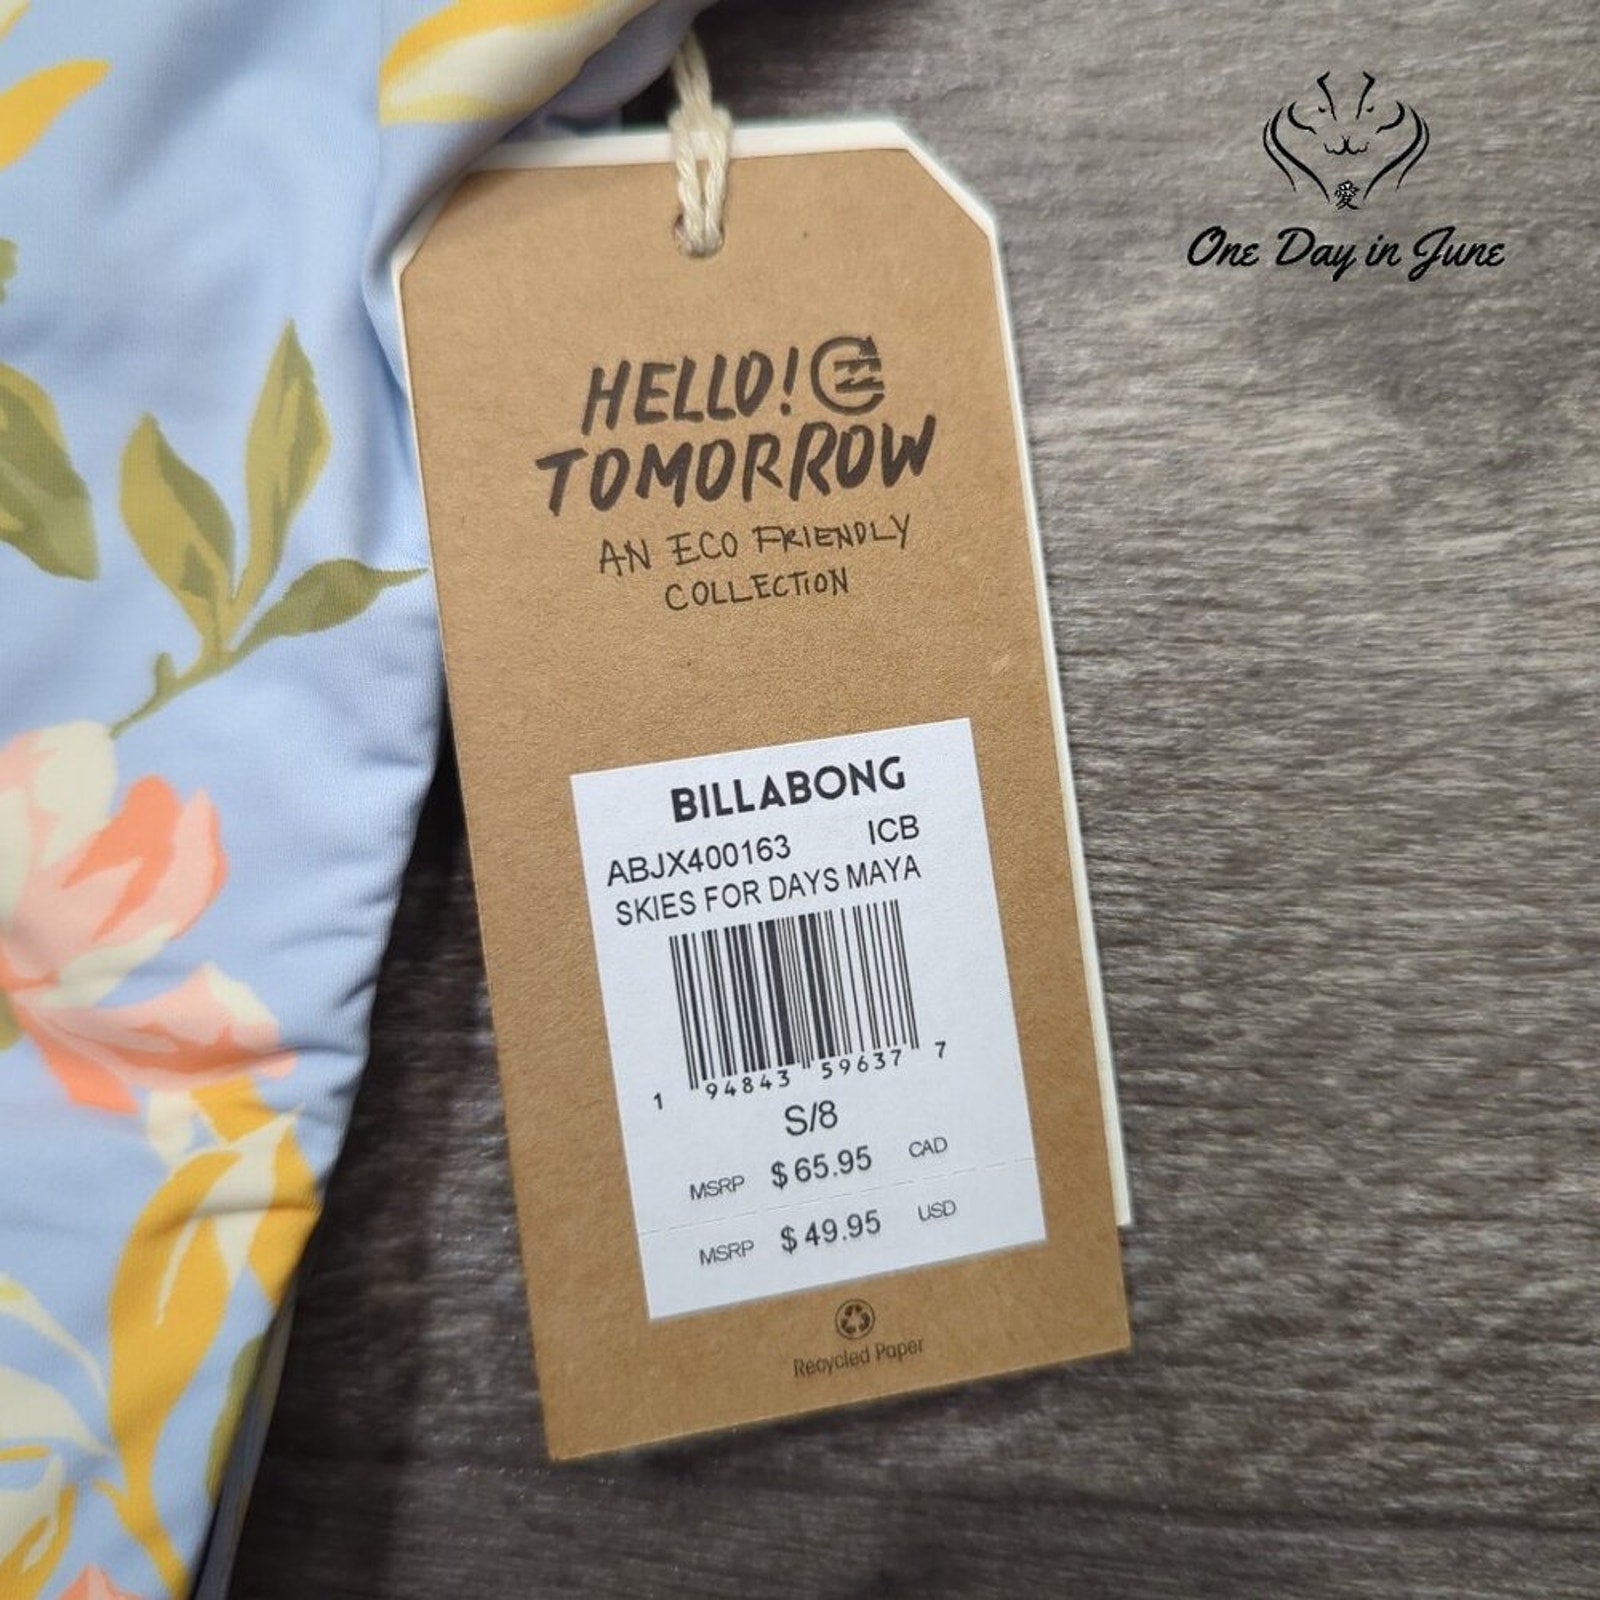 愛
One Day in June
HELLO!
TOMORROW
AN ECO FRIENDLY
COLLECTION
BILLABONG
ABJX400163 ICB
SKIES FOR DAYS MAYA
1 94843 59637 7
S/8
MSRP $65.95 CAD
MSRP $49.95 USD
Recycled Paper